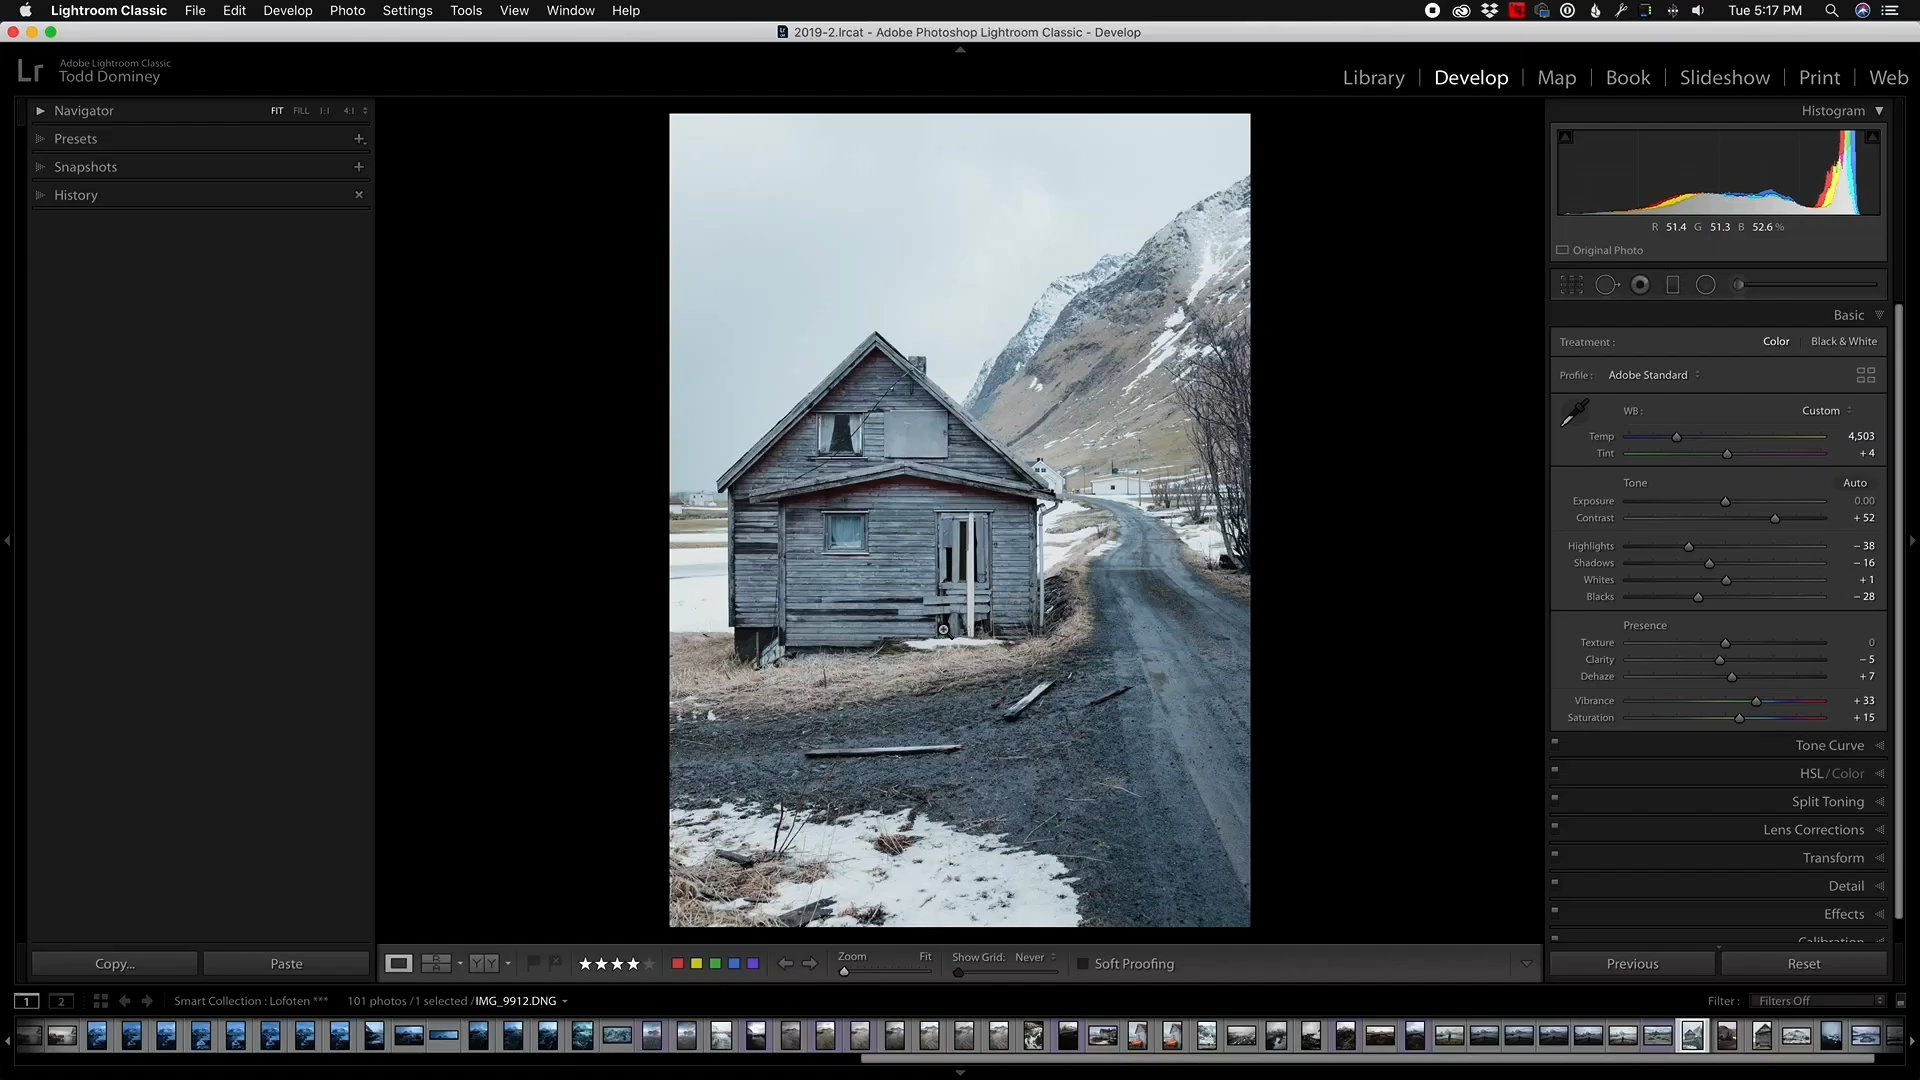 Lightroom Classic File Edit Develop Photo Settings Tools View Window Help Tue 5:17 PM
2019-2.lrcat - Adobe Photoshop Lightroom Classic - Develop
Lr Adobe Lightroom Classic
Todd Dominey
Library | Develop | Map | Book | Slideshow | Print | Web
Navigator FIT FILL 1:1 4:1
Presets
Snapshots
History
Histogram
R 51.4 G 51.3 B 52.6 %
Original Photo
Basic
Treatment : Color Black & White
Profile : Adobe Standard
WB : Custom
Temp 4,503
Tint + 4
Tone Auto
Exposure 0.00
Contrast + 52
Highlights − 38
Shadows − 16
Whites + 1
Blacks − 28
Presence
Texture 0
Clarity − 5
Dehaze + 7
Vibrance + 33
Saturation + 15
Tone Curve
HSL / Color
Split Toning
Lens Corrections
Transform
Detail
Effects
Calibration
Copy... Paste
Zoom Fit Show Grid: Never Soft Proofing
Previous Reset
1 2 Smart Collection : Lofoten *** 101 photos / 1 selected / IMG_9912.DNG Filter : Filters Off